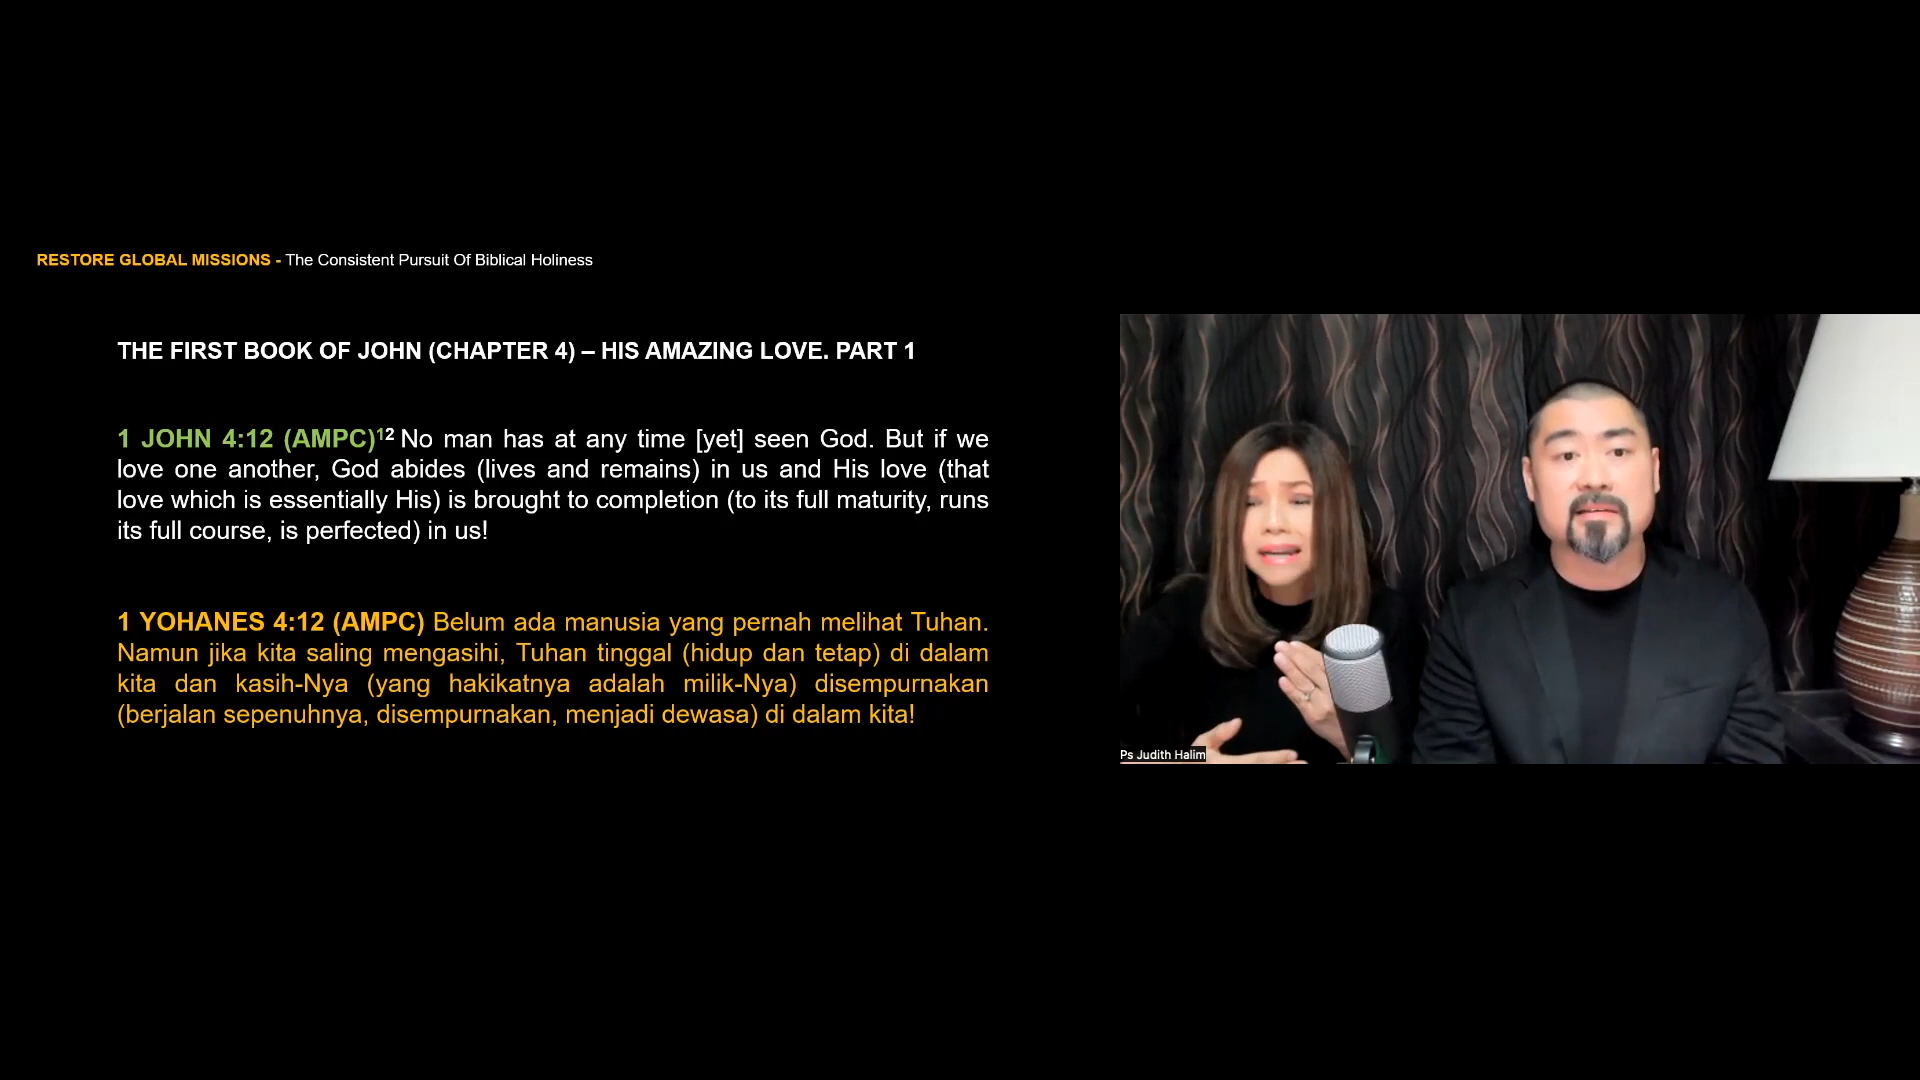 RESTORE GLOBAL MISSIONS - The Consistent Pursuit Of Biblical Holiness
THE FIRST BOOK OF JOHN (CHAPTER 4) – HIS AMAZING LOVE. PART 1
1 JOHN 4:12 (AMPC)¹² No man has at any time [yet] seen God. But if we
love one another, God abides (lives and remains) in us and His love (that
love which is essentially His) is brought to completion (to its full maturity, runs
its full course, is perfected) in us!
1 YOHANES 4:12 (AMPC) Belum ada manusia yang pernah melihat Tuhan.
Namun jika kita saling mengasihi, Tuhan tinggal (hidup dan tetap) di dalam
kita dan kasih-Nya (yang hakikatnya adalah milik-Nya) disempurnakan
(berjalan sepenuhnya, disempurnakan, menjadi dewasa) di dalam kita!
Ps Judith Halim